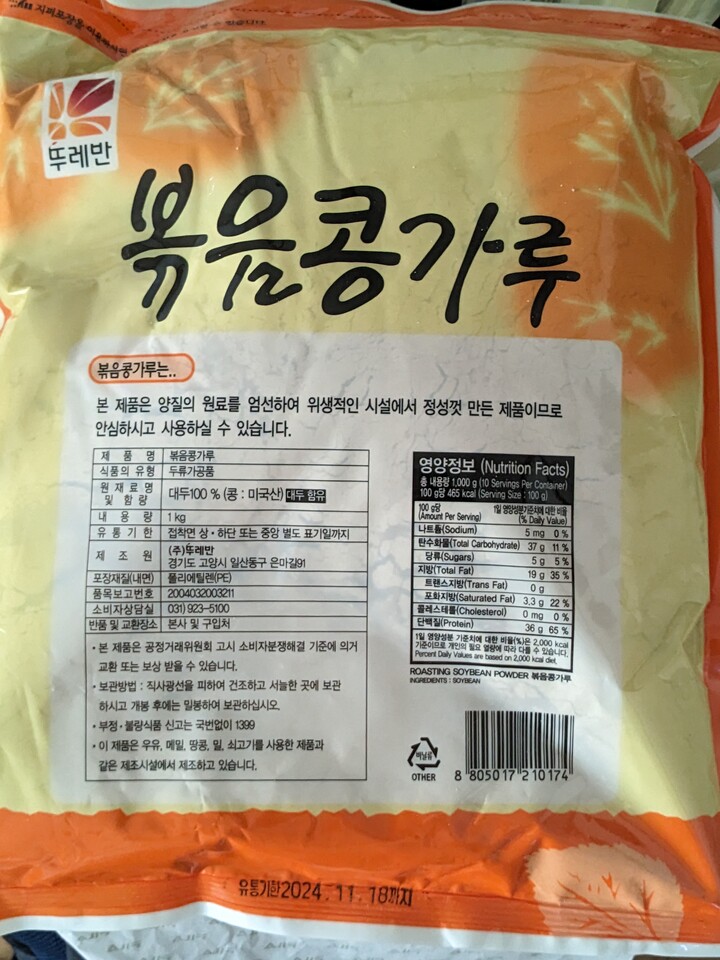 지퍼포장을
있습니다
뚜레반
볶음콩가루
볶음콩가루는..
본 제품은 양질의 원료를 엄선하여 위생적인 시설에서 정성껏 만든 제품이므로
안심하시고 사용하실 수 있습니다.
제 품 명 볶음콩가루
식품의 유형 두류가공품
원 재 료 명 및 함 량 대두100 % (콩 : 미국산) 대두 함유
내 용 량 1 kg
유 통 기 한 접착면 상・하단 또는 중앙 별도 표기일까지
제 조 원 (주)뚜레반
경기도 고양시 일산동구 은마길91
포장재질(내면) 폴리에틸렌(PE)
품목보고번호 2004032003211
소비자상담실 031) 923-5100
반품 및 교환장소 본사 및 구입처
• 본 제품은 공정거래위원회 고시 소비자분쟁해결 기준에 의거
교환 또는 보상 받을 수 있습니다.
• 보관방법 : 직사광선을 피하여 건조하고 서늘한 곳에 보관
하시고 개봉 후에는 밀봉하여 보관하십시오.
• 부정・불량식품 신고는 국번없이 1399
• 이 제품은 우유, 메밀, 땅콩, 밀, 쇠고기를 사용한 제품과
같은 제조시설에서 제조하고 있습니다.
영양정보 (Nutrition Facts)
총 내용량 1,000 g (10 Servings Per Container)
100 g당 465 kcal (Serving Size : 100 g)
100 g당 1일 영양성분기준치에 대한 비율
(Amount Per Serving) (% Daily Value)
나트륨(Sodium) 5 mg 0 %
탄수화물(Total Carbohydrate) 37 g 11 %
당류(Sugars) 5 g 5 %
지방(Total Fat) 19 g 35 %
트랜스지방(Trans Fat) 0 g
포화지방(Saturated Fat) 3.3 g 22 %
콜레스테롤(Cholesterol) 0 mg 0 %
단백질(Protein) 36 g 65 %
1일 영양성분 기준치에 대한 비율(%)은 2,000 kcal
기준이므로 개인의 필요 열량에 따라 다를 수 있습니다.
Percent Daily Values are based on 2,000 kcal diet.
ROASTING SOYBEAN POWDER 볶음콩가루
INGREDIENTS : SOYBEAN
비닐류
OTHER
8 805017 210174
유통기한2024.11.18까지